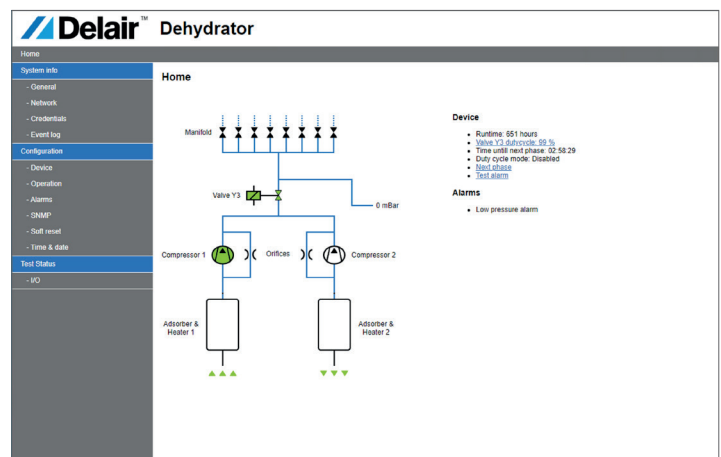 Delair™ Dehydrator
Home
System info
- General
- Network
- Credentials
- Event log
Configuration
- Device
- Operation
- Alarms
- SNMP
- Soft reset
- Time & date
Test Status
- I/O
Home
Manifold
Valve Y3
0 mBar
Compressor 1
Orifices
Compressor 2
Adsorber &
Heater 1
Adsorber &
Heater 2
Device
• Runtime: 651 hours
• Valve Y3 dutycycle: 99 %
• Time untill next phase: 02:58:29
• Duty cycle mode: Disabled
• Next phase
• Test alarm
Alarms
• Low pressure alarm